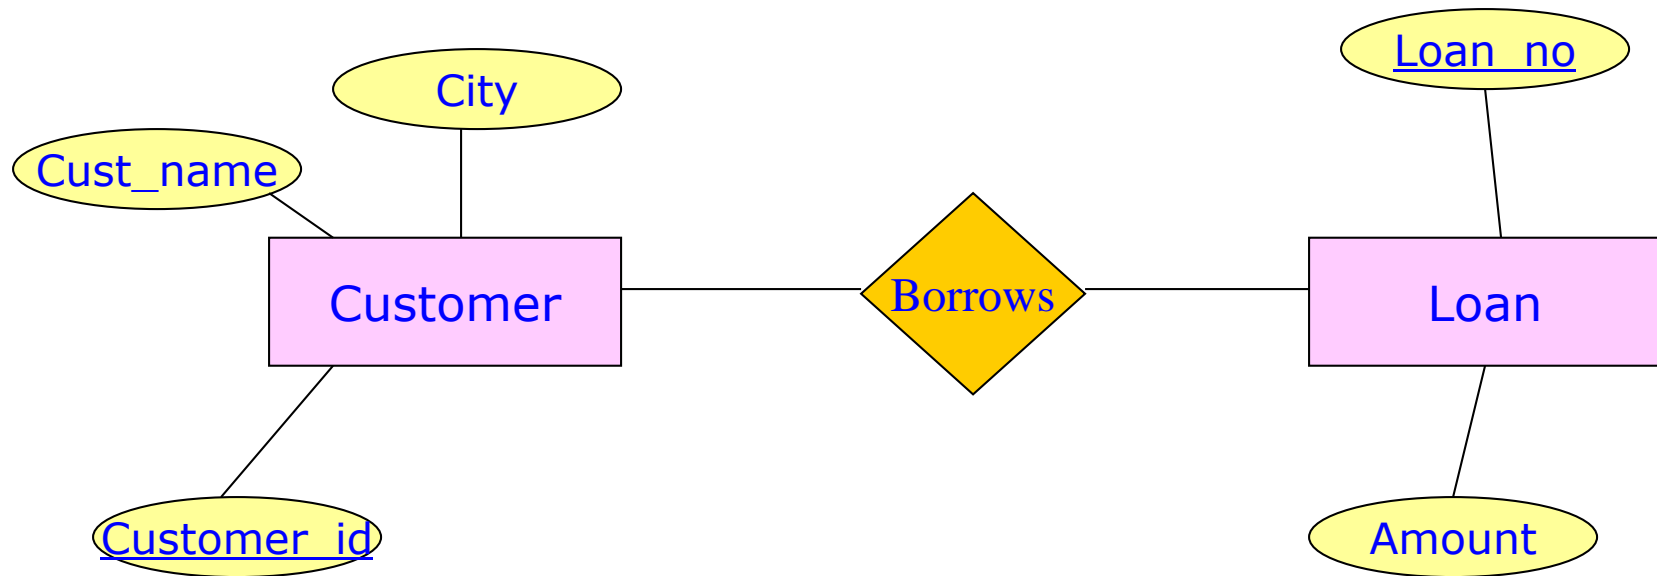 Loan_no
City
Cust_name
Borrows
Customer
Loan
Customer_id
Amount